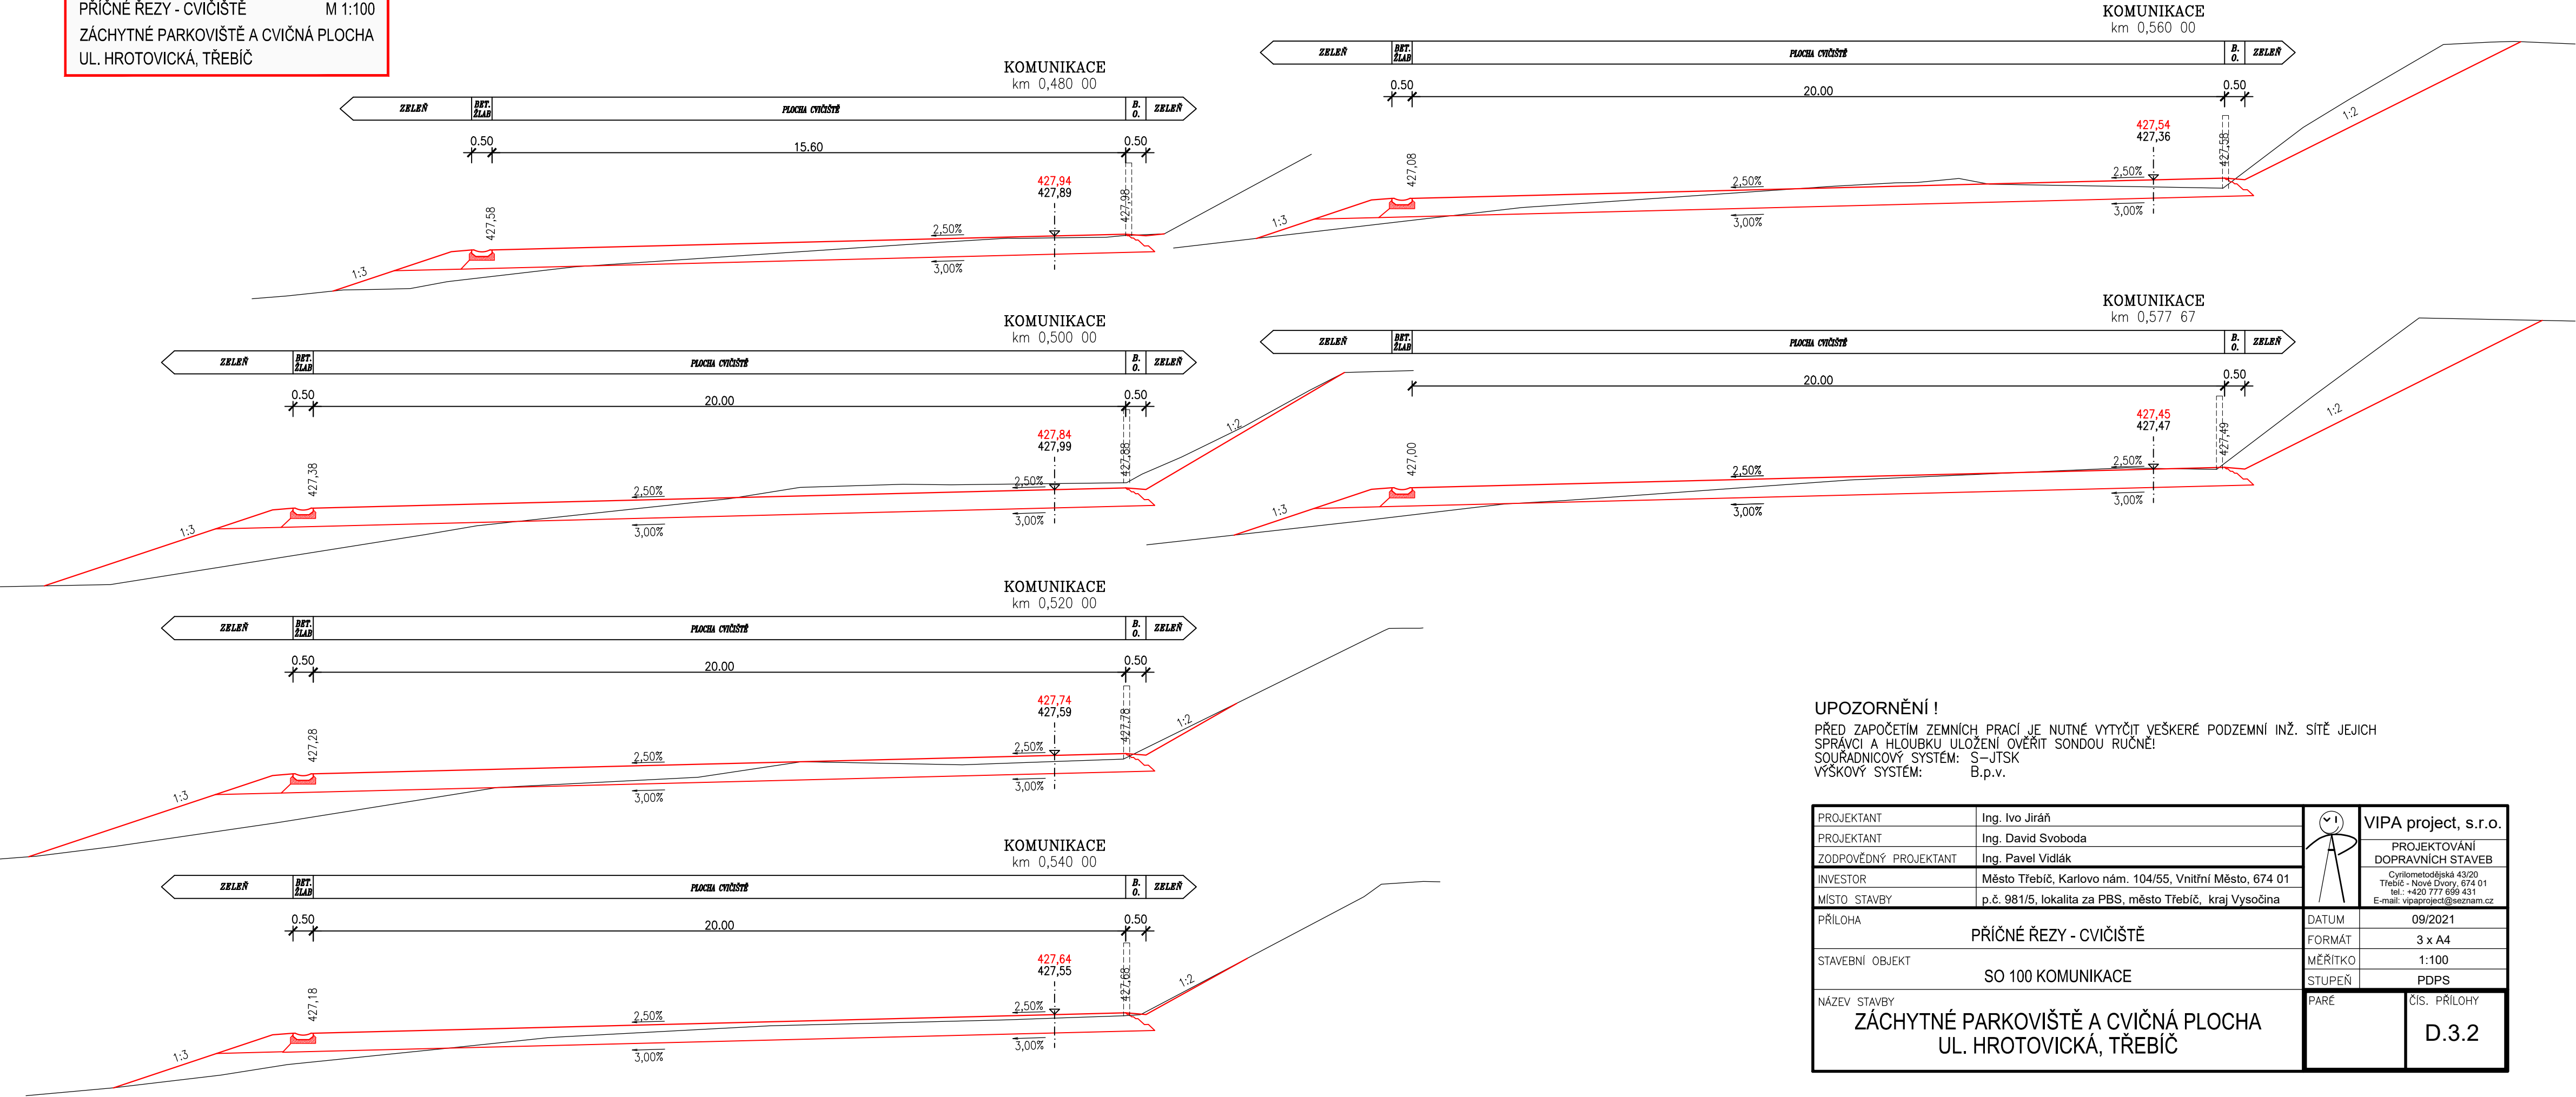 PŘÍČNÉ ŘEZY - CVIČIŠTĚ M 1:100
ZÁCHYTNÉ PARKOVIŠTĚ A CVIČNÁ PLOCHA
UL. HROTOVICKÁ, TŘEBÍČ
KOMUNIKACE
km 0,480 00
ZELEŇ BET. ŽLAB PLOCHA CVIČIŠTĚ B. O. ZELEŇ
0.50 15.60 0.50
427,94
427,89
427,58 427,98
2,50%
3,00%
1:3
KOMUNIKACE
km 0,500 00
ZELEŇ BET. ŽLAB PLOCHA CVIČIŠTĚ B. O. ZELEŇ
0.50 20.00 0.50
427,84
427,99
427,38 427,88
1:2
2,50% 2,50%
1:3 3,00% 3,00%
KOMUNIKACE
km 0,520 00
ZELEŇ BET. ŽLAB PLOCHA CVIČIŠTĚ B. O. ZELEŇ
0.50 20.00 0.50
427,74
427,59
427,28 427,78
1:2
2,50% 2,50%
1:3 3,00% 3,00%
KOMUNIKACE
km 0,540 00
ZELEŇ BET. ŽLAB PLOCHA CVIČIŠTĚ B. O. ZELEŇ
0.50 20.00 0.50
427,64
427,55
427,18 427,68
1:2
2,50% 2,50%
1:3 3,00% 3,00%
KOMUNIKACE
km 0,560 00
ZELEŇ BET. ŽLAB PLOCHA CVIČIŠTĚ B. O. ZELEŇ
0.50 20.00 0.50
1:2
427,54
427,36
427,08 427,58
2,50% 2,50%
1:3 3,00% 3,00%
KOMUNIKACE
km 0,577 67
ZELEŇ BET. ŽLAB PLOCHA CVIČIŠTĚ B. O. ZELEŇ
20.00 0.50
1:2
427,45
427,47
427,00 427,49
2,50% 2,50%
1:3 3,00% 3,00%
UPOZORNĚNÍ !
PŘED ZAPOČETÍM ZEMNÍCH PRACÍ JE NUTNÉ VYTYČIT VEŠKERÉ PODZEMNÍ INŽ. SÍTĚ JEJICH
SPRÁVCI A HLOUBKU ULOŽENÍ OVĚŘIT SONDOU RUČNĚ!
SOUŘADNICOVÝ SYSTÉM: S-JTSK
VÝŠKOVÝ SYSTÉM: B.p.v.
PROJEKTANT Ing. Ivo Jiráň
PROJEKTANT Ing. David Svoboda
ZODPOVĚDNÝ PROJEKTANT Ing. Pavel Vidlák
INVESTOR Město Třebíč, Karlovo nám. 104/55, Vnitřní Město, 674 01
MÍSTO STAVBY p.č. 981/5, lokalita za PBS, město Třebíč, kraj Vysočina
VIPA project, s.r.o.
PROJEKTOVÁNÍ
DOPRAVNÍCH STAVEB
Cyrilometodějská 43/20
Třebíč - Nové Dvory, 674 01
tel.: +420 777 699 431
E-mail: vipaproject@seznam.cz
PŘÍLOHA
PŘÍČNÉ ŘEZY - CVIČIŠTĚ
STAVEBNÍ OBJEKT
SO 100 KOMUNIKACE
NÁZEV STAVBY
ZÁCHYTNÉ PARKOVIŠTĚ A CVIČNÁ PLOCHA
UL. HROTOVICKÁ, TŘEBÍČ
DATUM 09/2021
FORMÁT 3 x A4
MĚŘÍTKO 1:100
STUPEŇ PDPS
PARÉ ČÍS. PŘÍLOHY
D.3.2